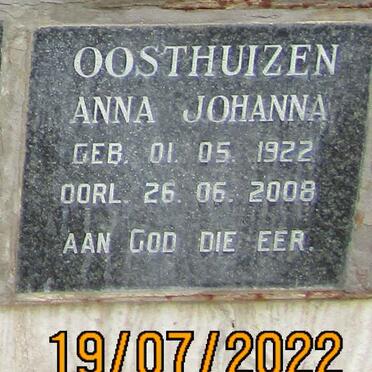 OOSTHUIZEN
ANNA JOHANNA
GEB. 01. 05. 1922
OORL. 26. 06. 2008
AAN GOD DIE EER.
19/07/2022